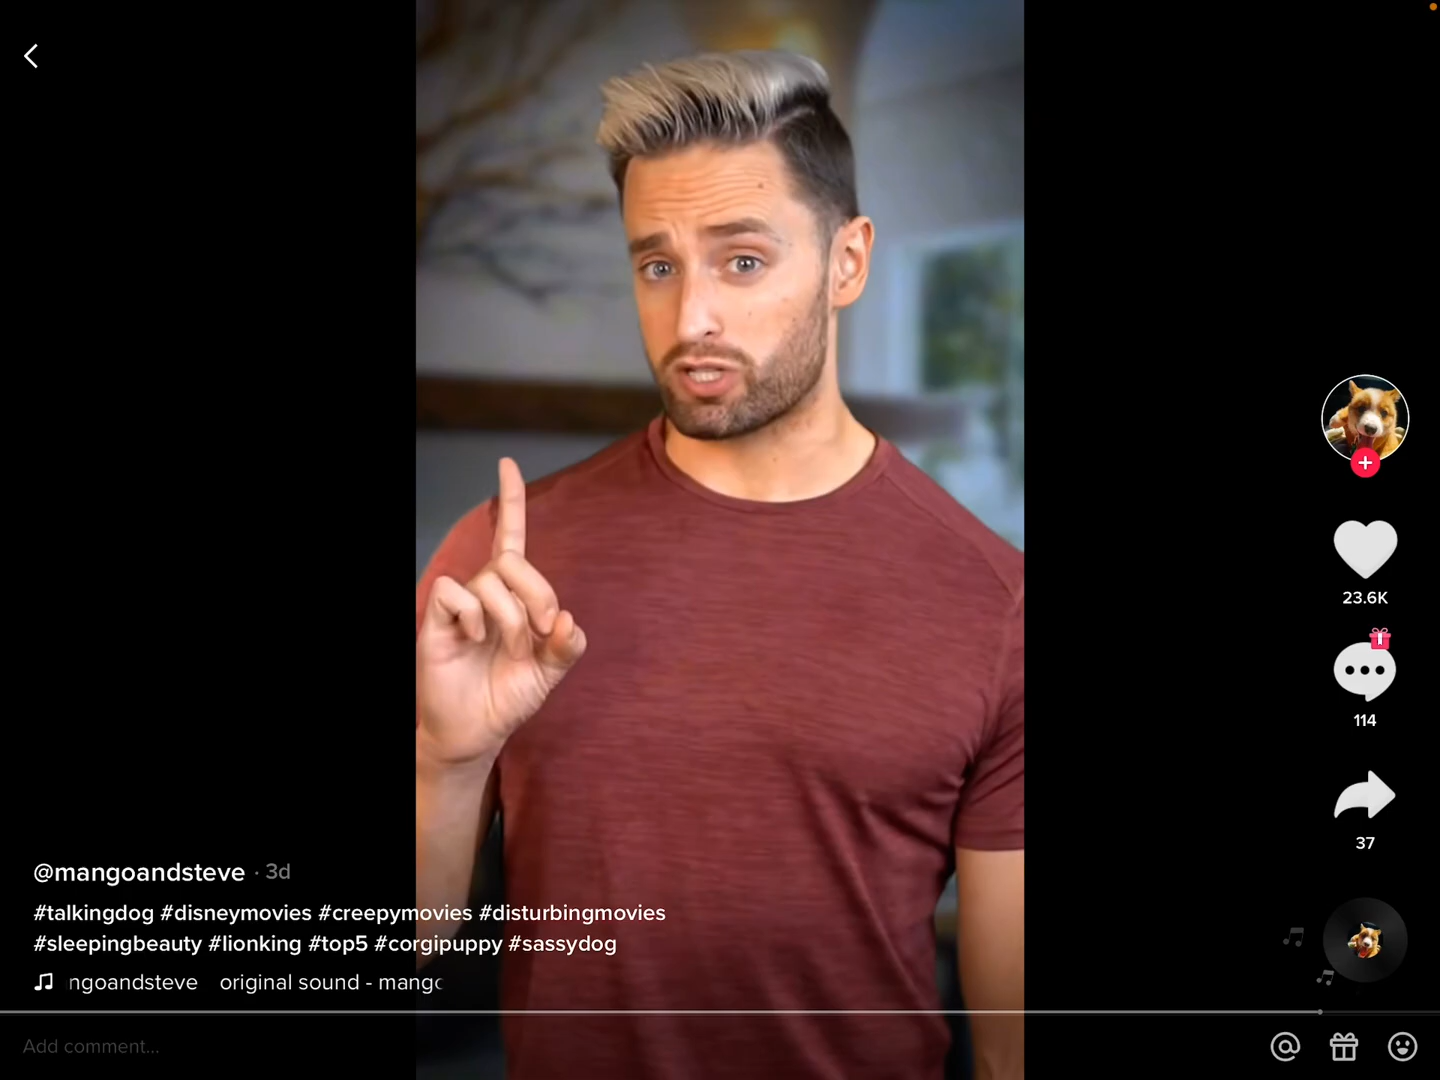 23.6K
114
37
@mangoandsteve · 3d
#talkingdog #disneymovies #creepymovies #disturbingmovies
#sleepingbeauty #lionking #top5 #corgipuppy #sassydog
ngoandsteve original sound - mango
Add comment...